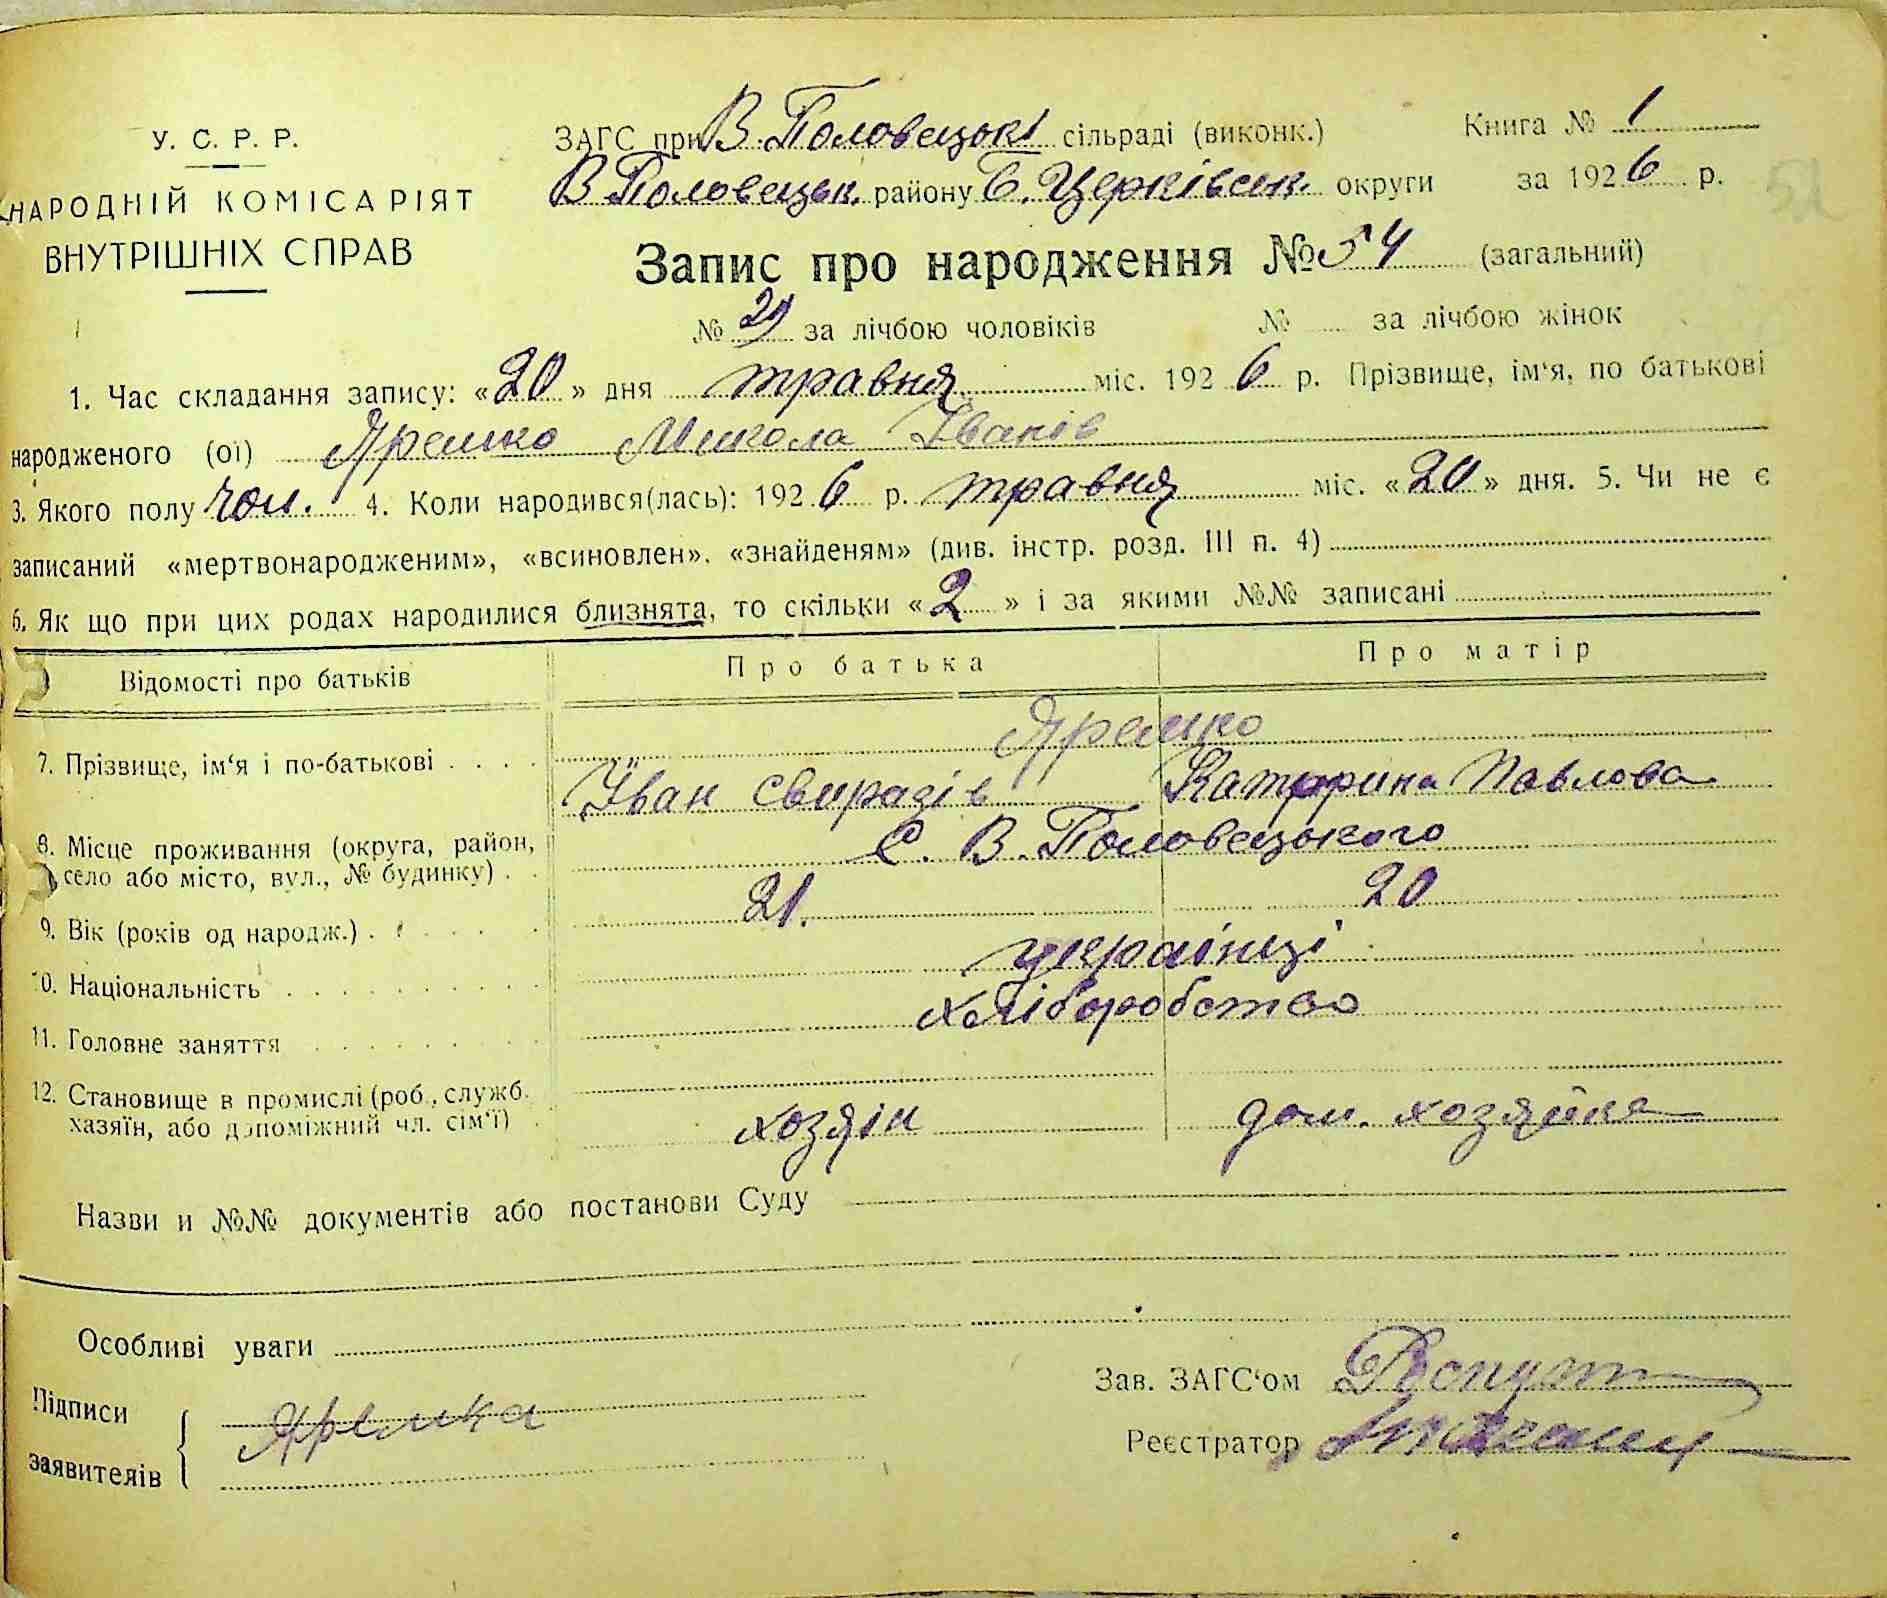 У. С. Р. Р.
НАРОДНІЙ КОМІСАРІЯТ
ВНУТРІШНІХ СПРАВ
ЗАГС при В. Половецькі сільраді (виконк.) Книга № 1
В Половецьк. району Б. Церківськ. округи за 1926 р.
Запис про народження № 54 (загальний)
№ 29 за лічбою чоловіків № за лічбою жінок
1. Час складання запису: «20» дня травня міс. 1926 р. Прізвище, ім‘я, по батькові
народженого (ої) Яремко Микола Іванів
3. Якого полу чол. 4. Коли народився(лась): 1926 р. травня міс. «20» дня. 5. Чи не є
записаний «мертвонародженим», «всиновлен». «знайденям» (див. інстр. розд. III п. 4)
6. Як що при цих родах народилися близнята, то скільки «2» і за якими №№ записані
Відомості про батьків Про батька Про матір
7. Прізвище, ім‘я і по-батькові Яремко
Іван Катерина Павлова
8. Місце проживання (округа, район,
село або місто, вул., № будинку) С. В. Половецького
9. Вік (років од народж.) 21. 20
10. Національність українці
11. Головне заняття хліборобство
12. Становище в промислі (роб., служб.
хазяїн, або допоміжний чл. сім‘ї) хозяін дом. хозяйка
Назви и №№ документів або постанови Суду
Особливі уваги
Підписи
заявителів Яремка
Зав. ЗАГС‘ом
Реєстратор